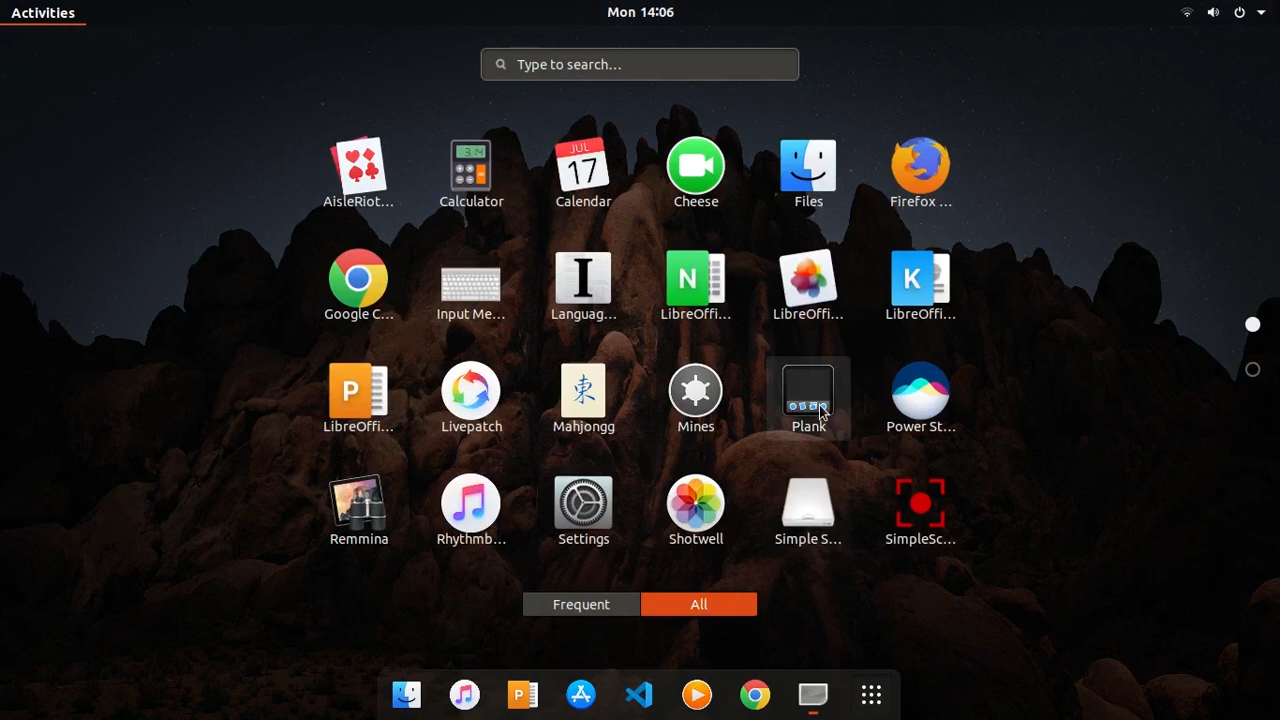 Activities
Mon 14:06
Type to search...
AisleRiot...
Calculator
JUL
17
Calendar
Cheese
Files
Firefox ...
Google C...
Input Me...
I
Languag...
N
LibreOffi...
LibreOffi...
K
LibreOffi...
P
LibreOffi...
Livepatch
東
Mahjongg
Mines
Plank
Power St...
Remmina
Rhythmb...
Settings
Shotwell
Simple S...
SimpleSc...
Frequent
All
P